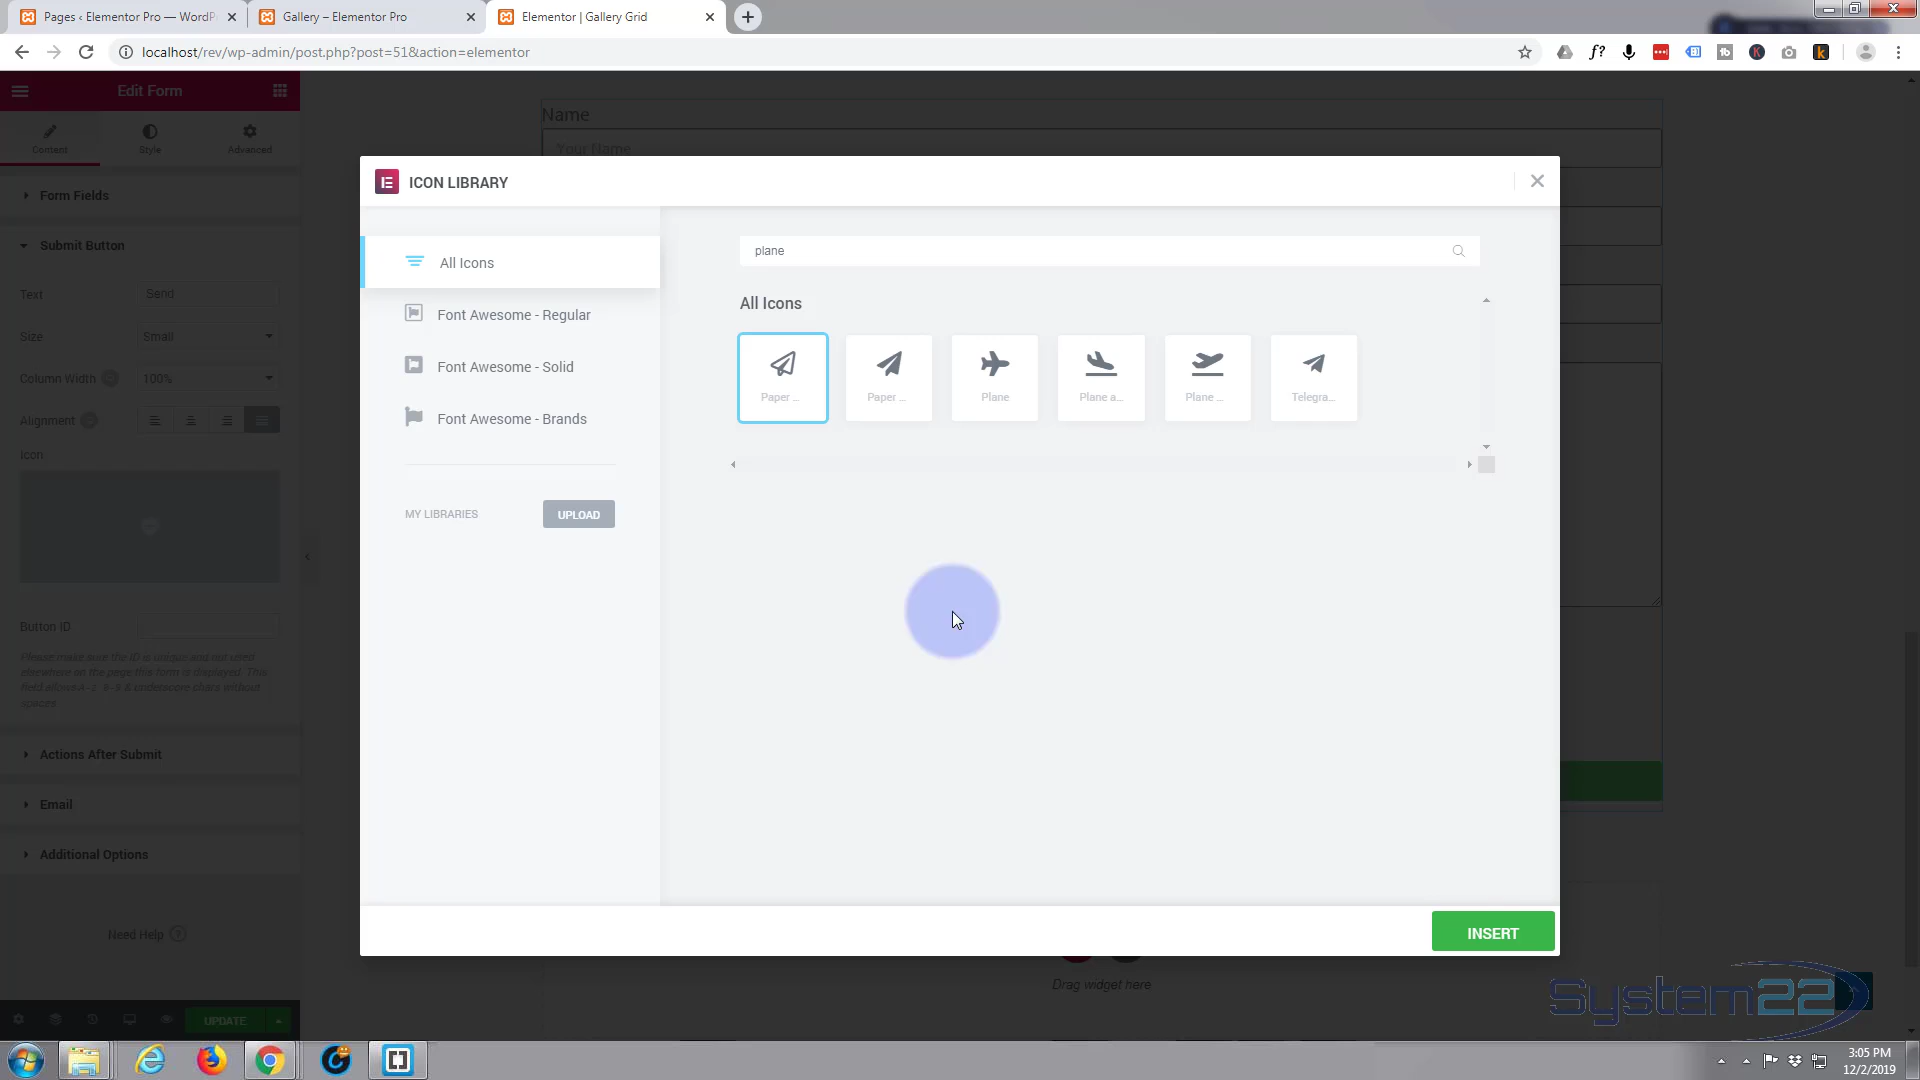 Pages ‹ Elementor Pro — WordP
Gallery – Elementor Pro
Elementor | Gallery Grid
localhost/rev/wp-admin/post.php?post=51&action=elementor
Edit Form
Content
Style
Advanced
Form Fields
Submit Button
Text
Send
Size
Small
Column Width
100%
Alignment
Icon
Button ID
Please make sure the ID is unique and not used
elsewhere on the page this form is displayed. This
field allows A-z 0-9 & underscore chars without
spaces.
Actions After Submit
Email
Additional Options
Need Help
UPDATE
Name
Your Name
ICON LIBRARY
All Icons
Font Awesome - Regular
Font Awesome - Solid
Font Awesome - Brands
MY LIBRARIES
UPLOAD
plane
All Icons
Paper ...
Paper ...
Plane
Plane a...
Plane ...
Telegra...
INSERT
Drag widget here
System22
3:05 PM
12/2/2019